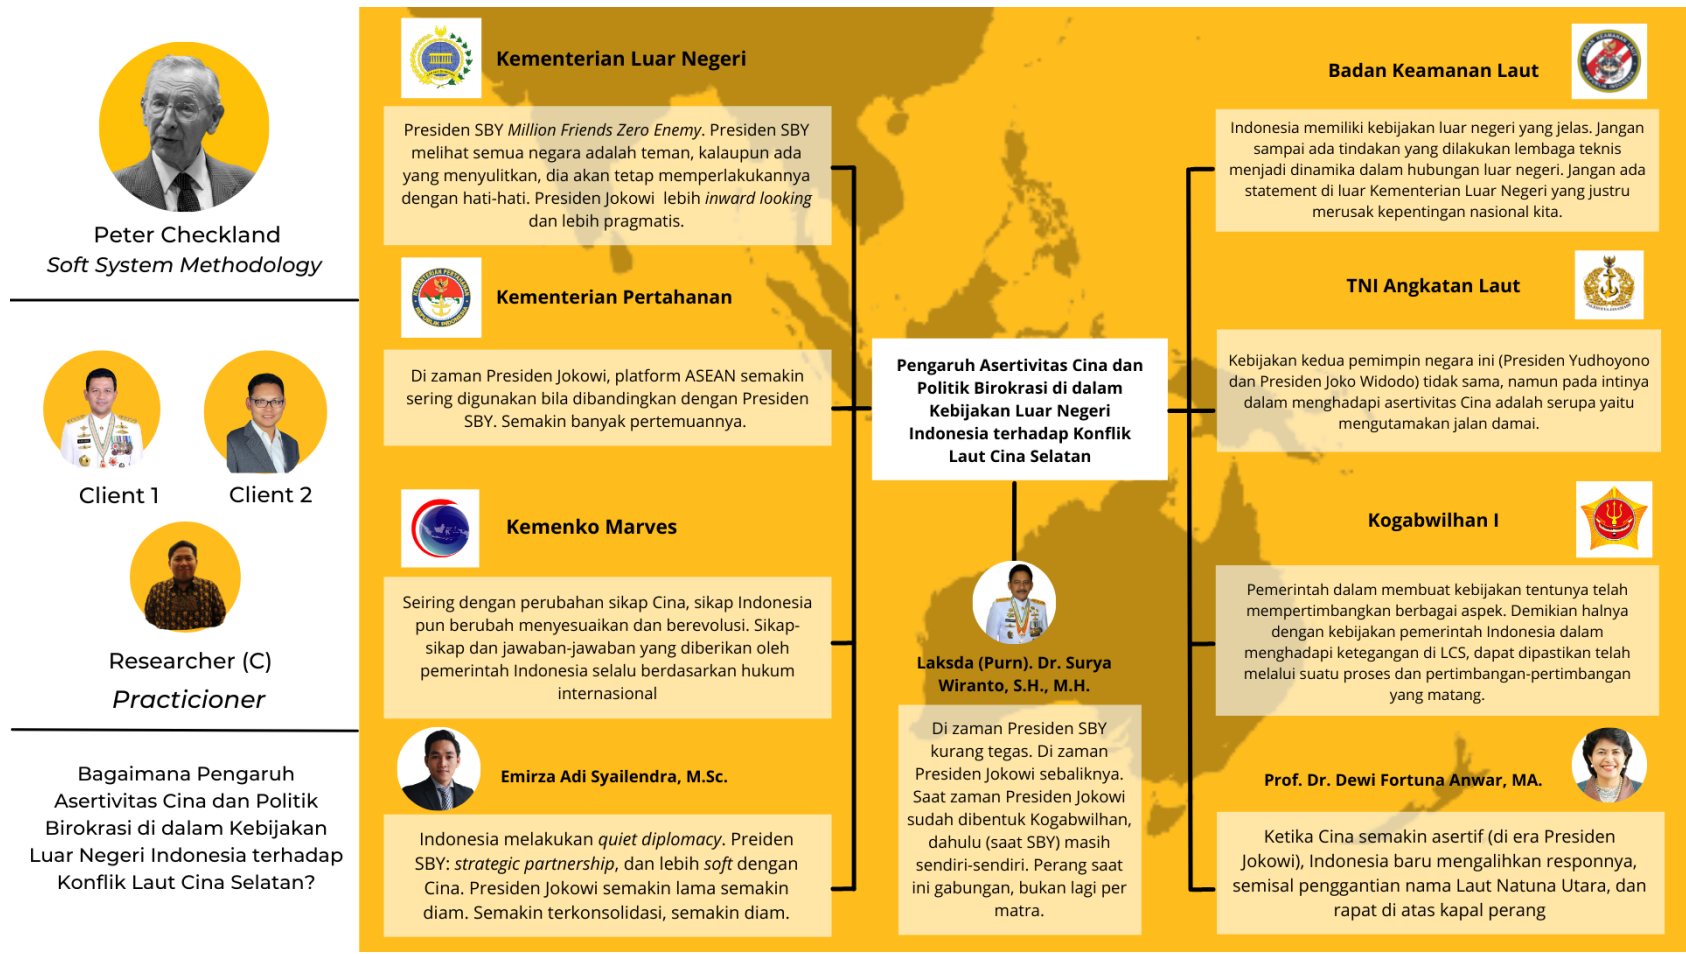 Peter Checkland
Soft System Methodology
Client 1
Client 2
Researcher (C)
Practicioner
Bagaimana Pengaruh
Asertivitas Cina dan Politik
Birokrasi di dalam Kebijakan
Luar Negeri Indonesia terhadap
Konflik Laut Cina Selatan?
Kementerian Luar Negeri
Presiden SBY Million Friends Zero Enemy. Presiden SBY
melihat semua negara adalah teman, kalaupun ada
yang menyulitkan, dia akan tetap memperlakukannya
dengan hati-hati. Presiden Jokowi lebih inward looking
dan lebih pragmatis.
Kementerian Pertahanan
Di zaman Presiden Jokowi, platform ASEAN semakin
sering digunakan bila dibandingkan dengan Presiden
SBY. Semakin banyak pertemuannya.
Kemenko Marves
Seiring dengan perubahan sikap Cina, sikap Indonesia
pun berubah menyesuaikan dan berevolusi. Sikap-
sikap dan jawaban-jawaban yang diberikan oleh
pemerintah Indonesia selalu berdasarkan hukum
internasional
Emirza Adi Syailendra, M.Sc.
Indonesia melakukan quiet diplomacy. Preiden
SBY: strategic partnership, dan lebih soft dengan
Cina. Presiden Jokowi semakin lama semakin
diam. Semakin terkonsolidasi, semakin diam.
Pengaruh Asertivitas Cina dan
Politik Birokrasi di dalam
Kebijakan Luar Negeri
Indonesia terhadap Konflik
Laut Cina Selatan
Laksda (Purn). Dr. Surya
Wiranto, S.H., M.H.
Di zaman Presiden SBY
kurang tegas. Di zaman
Presiden Jokowi sebaliknya.
Saat zaman Presiden Jokowi
sudah dibentuk Kogabwilhan,
dahulu (saat SBY) masih
sendiri-sendiri. Perang saat
ini gabungan, bukan lagi per
matra.
Badan Keamanan Laut
Indonesia memiliki kebijakan luar negeri yang jelas. Jangan
sampai ada tindakan yang dilakukan lembaga teknis
menjadi dinamika dalam hubungan luar negeri. Jangan ada
statement di luar Kementerian Luar Negeri yang justru
merusak kepentingan nasional kita.
TNI Angkatan Laut
Kebijakan kedua pemimpin negara ini (Presiden Yudhoyono
dan Presiden Joko Widodo) tidak sama, namun pada intinya
dalam menghadapi asertivitas Cina adalah serupa yaitu
mengutamakan jalan damai.
Kogabwilhan I
Pemerintah dalam membuat kebijakan tentunya telah
mempertimbangkan berbagai aspek. Demikian halnya
dengan kebijakan pemerintah Indonesia dalam
menghadapi ketegangan di LCS, dapat dipastikan telah
melalui suatu proses dan pertimbangan-pertimbangan
yang matang.
Prof. Dr. Dewi Fortuna Anwar, MA.
Ketika Cina semakin asertif (di era Presiden
Jokowi), Indonesia baru mengalihkan responnya,
semisal penggantian nama Laut Natuna Utara, dan
rapat di atas kapal perang